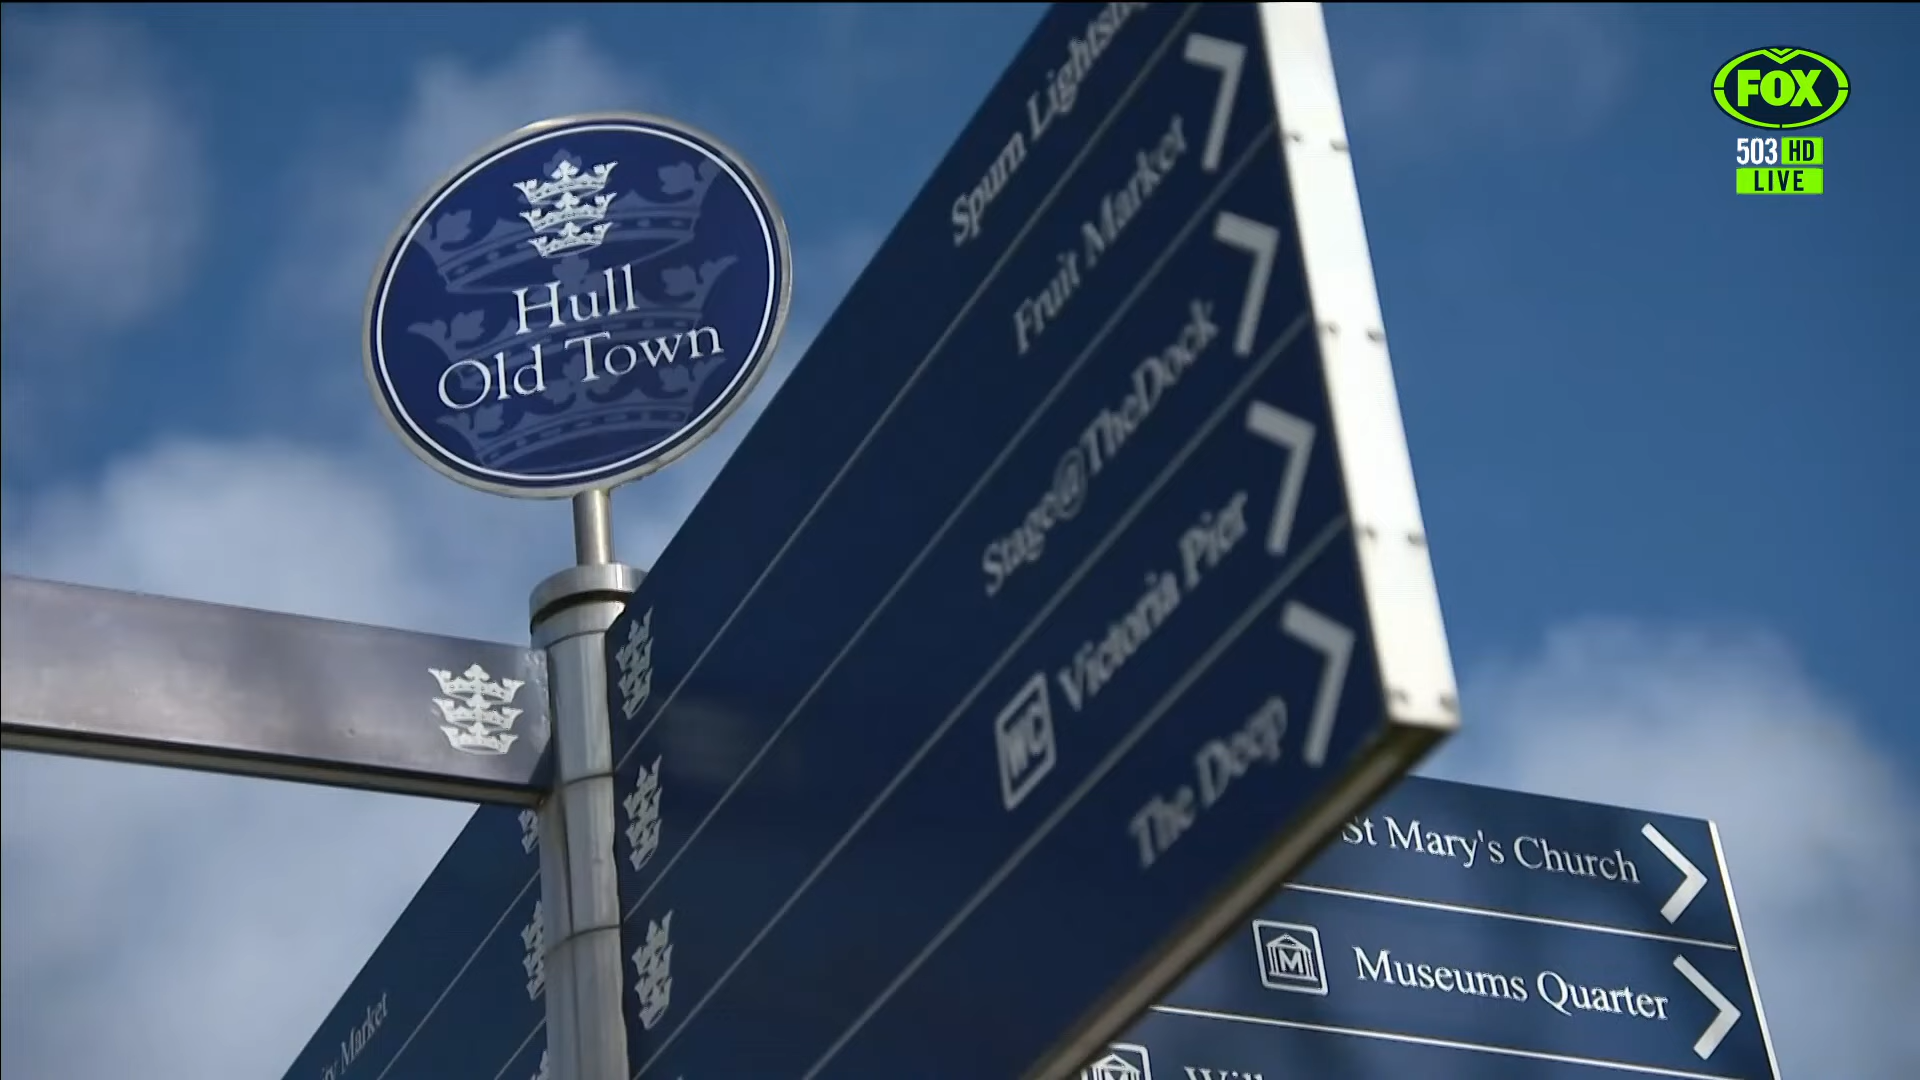 FOX
503 HD
LIVE
Hull
Old Town
Spurn
Fruit Market
Stage@TheDock
WC Victoria Pier
The Deep
St Mary's Church
M Museums Quarter
M
Market